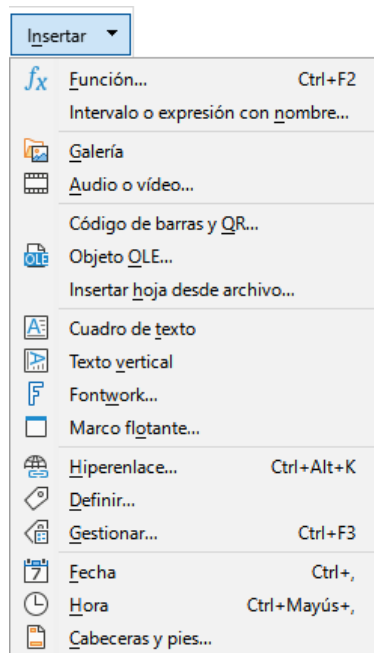 Insertar
Función... Ctrl+F2
Intervalo o expresión con nombre...
Galería
Audio o vídeo...
Código de barras y QR...
OLE Objeto OLE...
Insertar hoja desde archivo...
A Cuadro de texto
A Texto vertical
F Fontwork...
Marco flotante...
Hiperenlace... Ctrl+Alt+K
Definir...
Gestionar... Ctrl+F3
7 Fecha Ctrl+,
Hora Ctrl+Mayús+,
Cabeceras y pies...